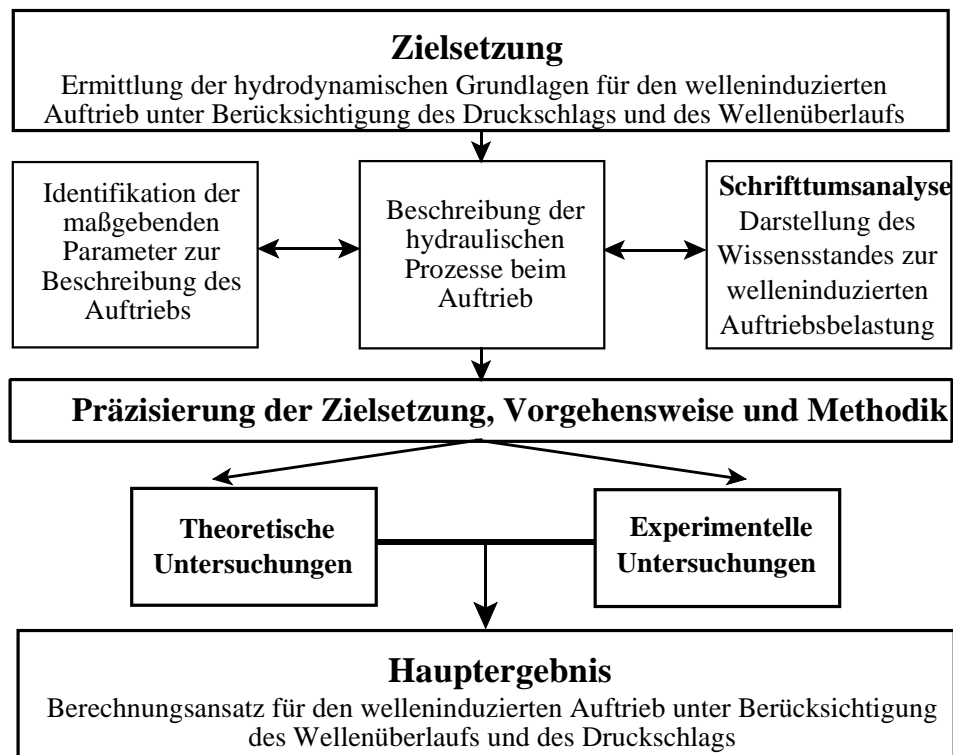 Zielsetzung
Ermittlung der hydrodynamischen Grundlagen für den welleninduzierten
Auftrieb unter Berücksichtigung des Druckschlags und des Wellenüberlaufs
Identifikation der
maßgebenden
Parameter zur
Beschreibung des
Auftriebs
Beschreibung der
hydraulischen
Prozesse beim
Auftrieb
Schrifttumsanalyse
Darstellung des
Wissensstandes zur
welleninduzierten
Auftriebsbelastung
Präzisierung der Zielsetzung, Vorgehensweise und Methodik
Theoretische
Untersuchungen
Experimentelle
Untersuchungen
Hauptergebnis
Berechnungsansatz für den welleninduzierten Auftrieb unter Berücksichtigung
des Wellenüberlaufs und des Druckschlags